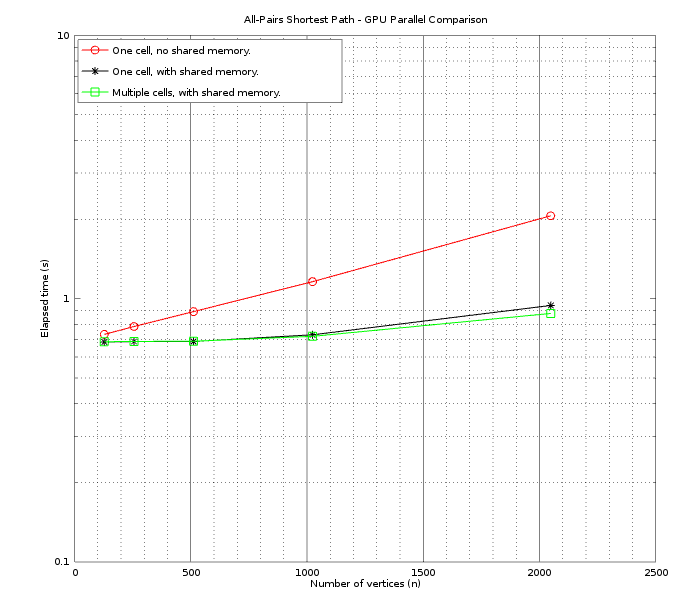 All-Pairs Shortest Path - GPU Parallel Comparison
10
One cell, no shared memory.
One cell, with shared memory.
Multiple cells, with shared memory.
Elapsed time (s)
1
0.1
0 500 1000 1500 2000 2500
Number of vertices (n)